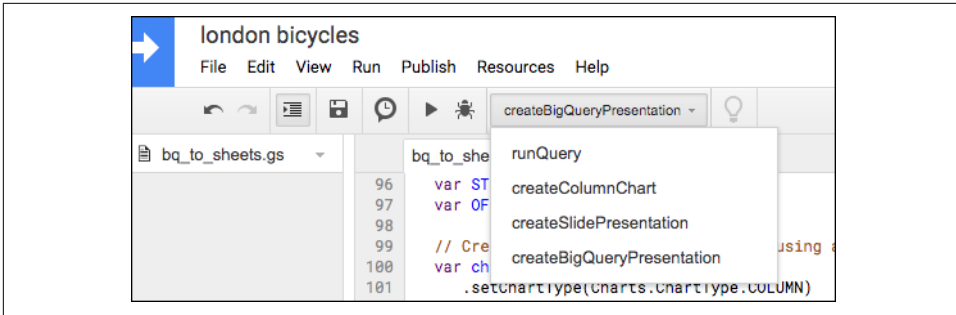 london bicycles
File Edit View Run Publish Resources Help
createBigQueryPresentation
bq_to_sheets.gs
bq_to_she
runQuery
createColumnChart
createSlidePresentation
createBigQueryPresentation
96 var ST
97 var OF
98
99 // Cre using a
100 var ch
101 .setChartType(Charts.ChartType.COLUMN)